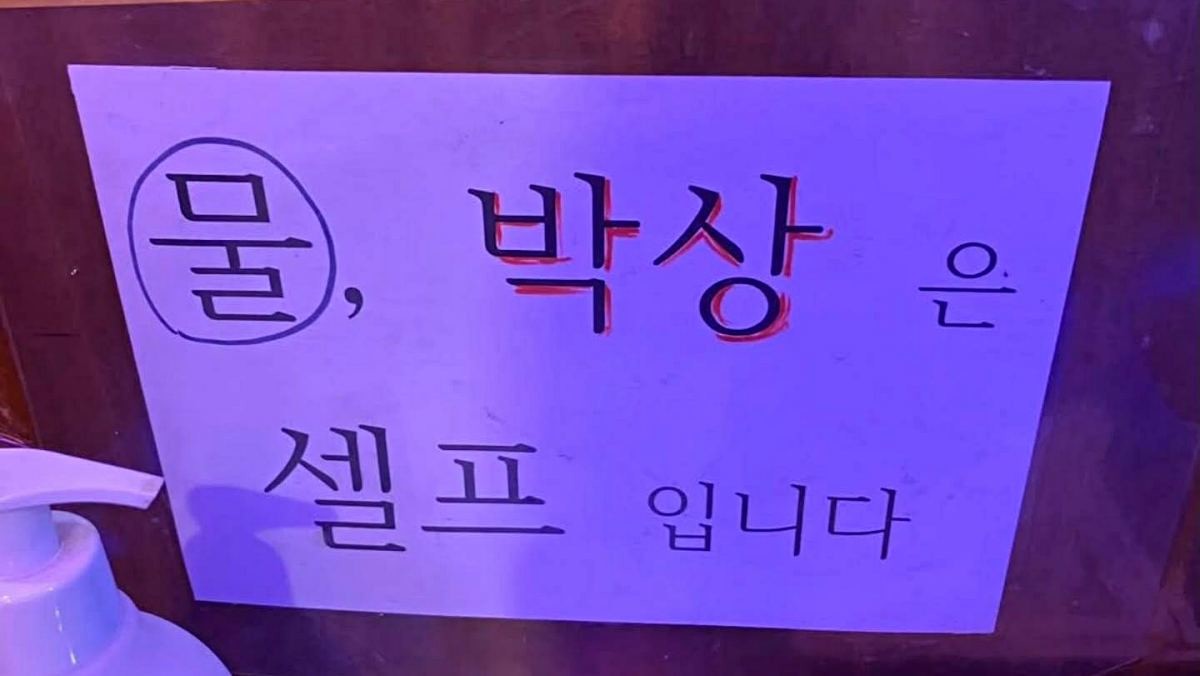 물, 박상 은
셀프 입니다